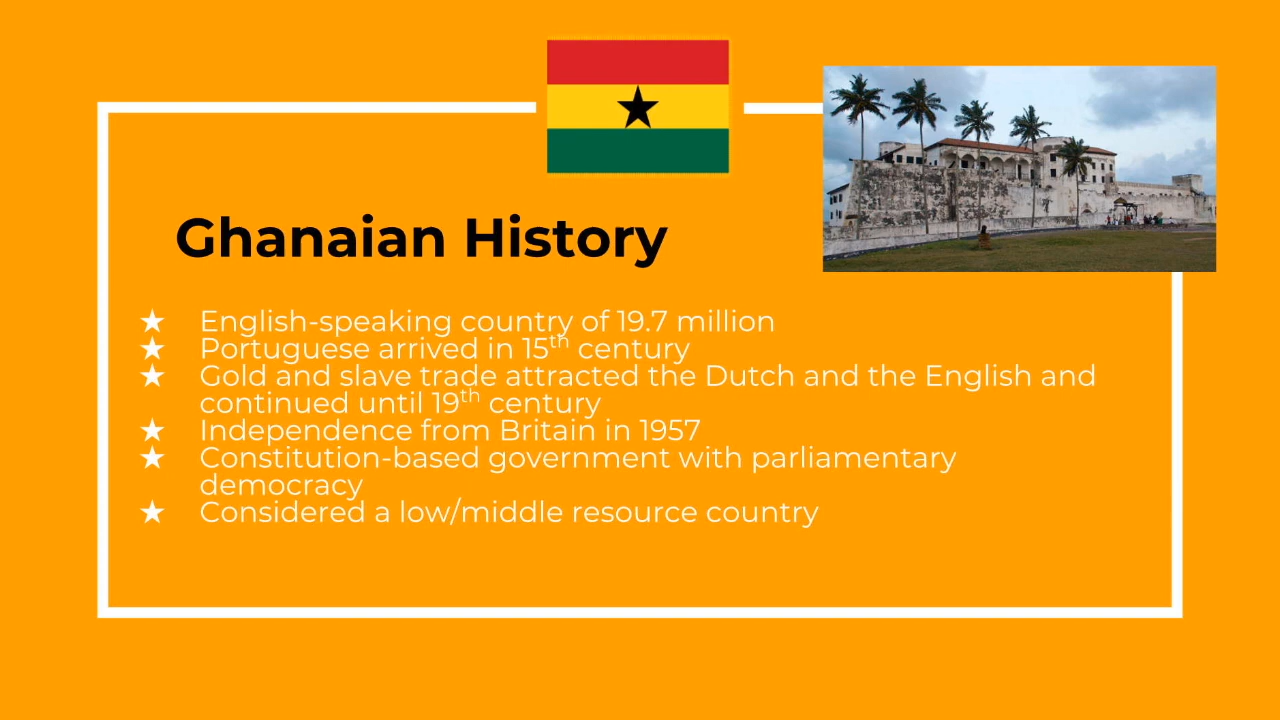 Ghanaian History
★ English-speaking country of 19.7 million
★ Portuguese arrived in 15th century
★ Gold and slave trade attracted the Dutch and the English and
continued until 19th century
★ Independence from Britain in 1957
★ Constitution-based government with parliamentary
democracy
★ Considered a low/middle resource country